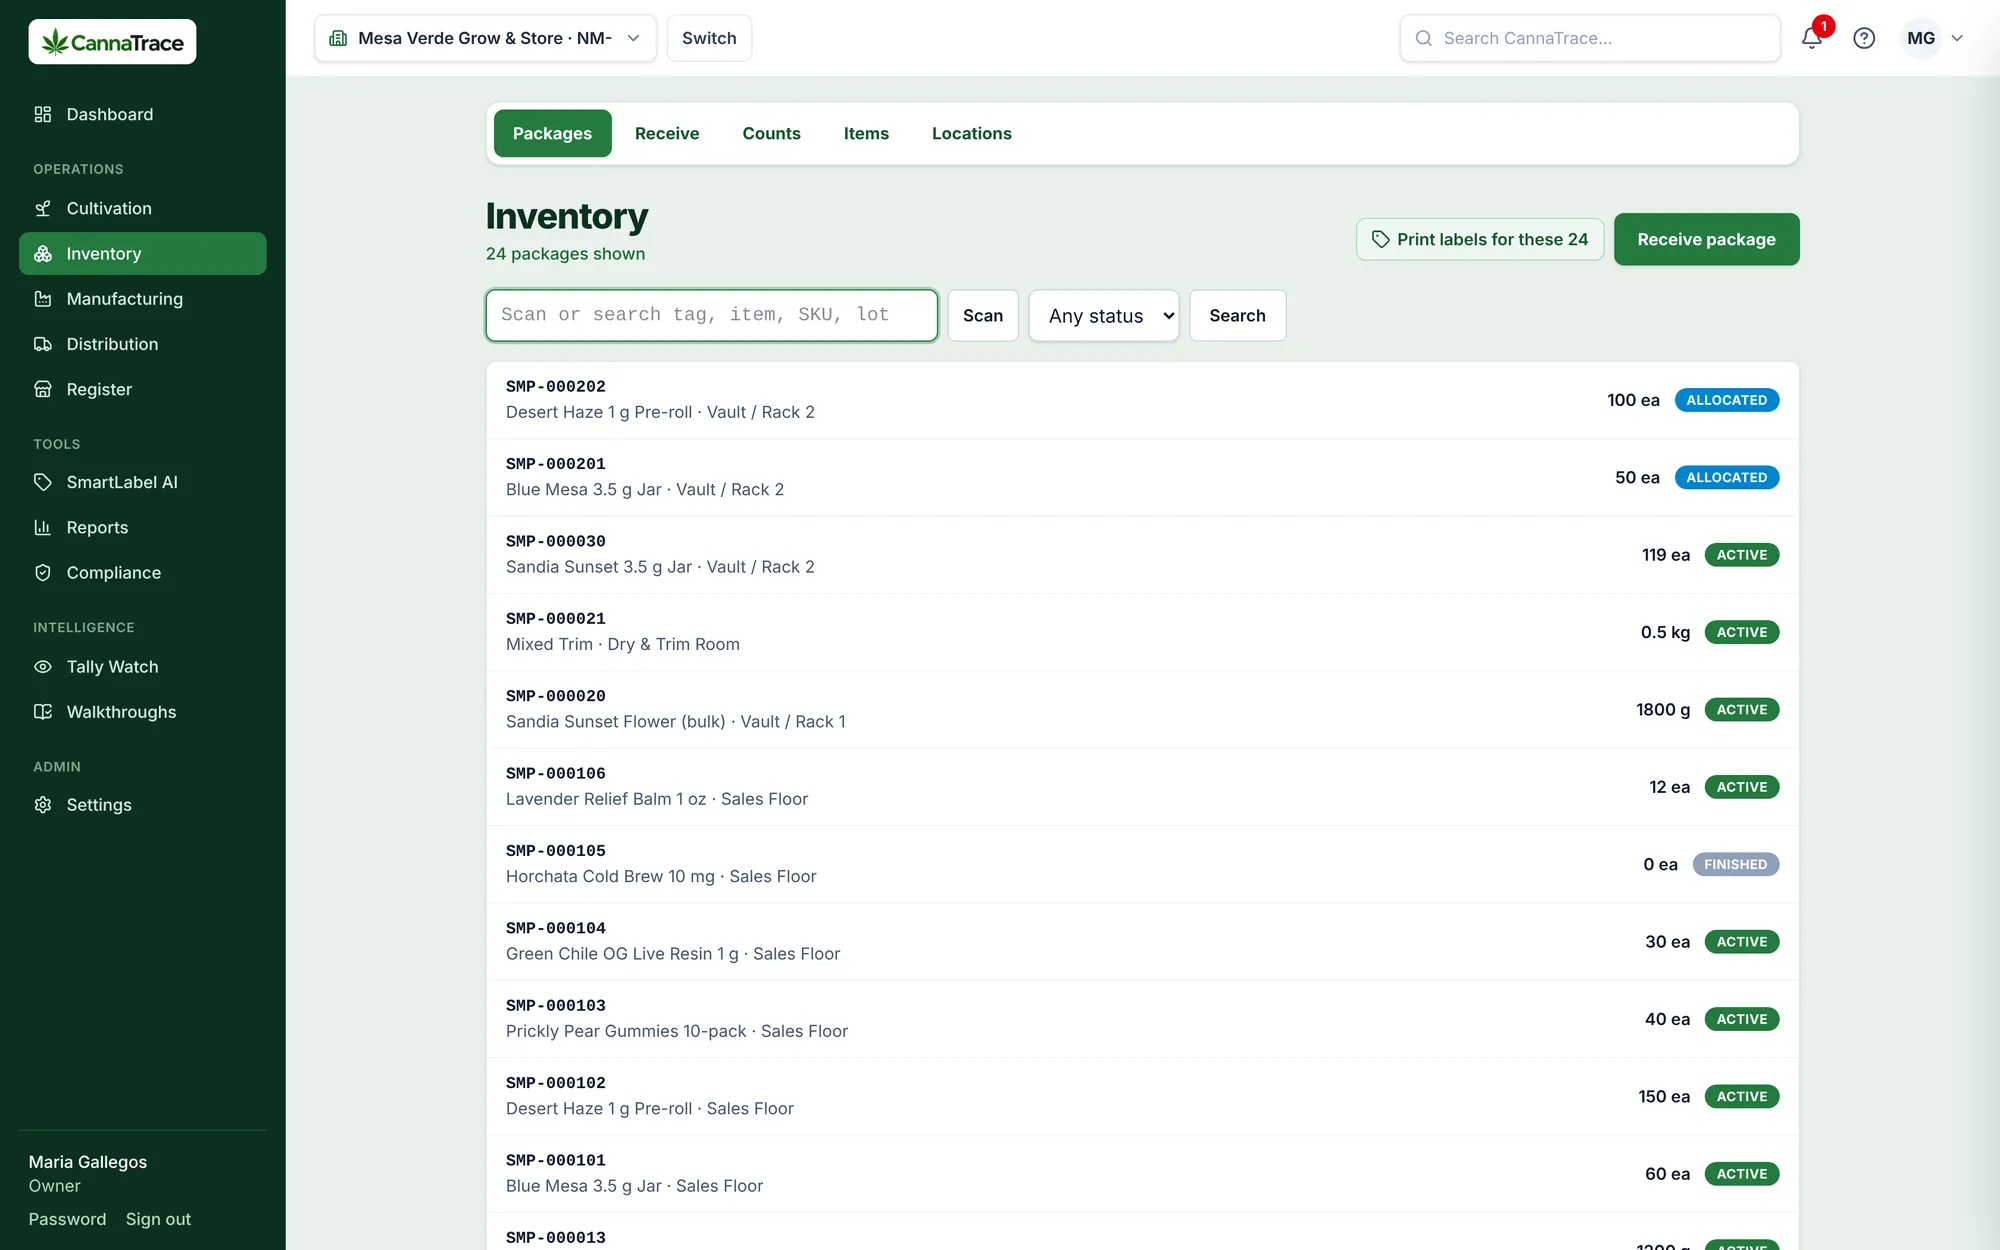 CannaTrace
Mesa Verde Grow & Store · NM-
Switch
Search CannaTrace...
1
MG
Dashboard
OPERATIONS
Cultivation
Inventory
Manufacturing
Distribution
Register
TOOLS
SmartLabel AI
Reports
Compliance
INTELLIGENCE
Tally Watch
Walkthroughs
ADMIN
Settings
Maria Gallegos
Owner
Password Sign out
Packages Receive Counts Items Locations
Inventory
24 packages shown
Print labels for these 24
Receive package
Scan or search tag, item, SKU, lot
Scan
Any status
Search
SMP-000202
Desert Haze 1 g Pre-roll · Vault / Rack 2
100 ea ALLOCATED
SMP-000201
Blue Mesa 3.5 g Jar · Vault / Rack 2
50 ea ALLOCATED
SMP-000030
Sandia Sunset 3.5 g Jar · Vault / Rack 2
119 ea ACTIVE
SMP-000021
Mixed Trim · Dry & Trim Room
0.5 kg ACTIVE
SMP-000020
Sandia Sunset Flower (bulk) · Vault / Rack 1
1800 g ACTIVE
SMP-000106
Lavender Relief Balm 1 oz · Sales Floor
12 ea ACTIVE
SMP-000105
Horchata Cold Brew 10 mg · Sales Floor
0 ea FINISHED
SMP-000104
Green Chile OG Live Resin 1 g · Sales Floor
30 ea ACTIVE
SMP-000103
Prickly Pear Gummies 10-pack · Sales Floor
40 ea ACTIVE
SMP-000102
Desert Haze 1 g Pre-roll · Sales Floor
150 ea ACTIVE
SMP-000101
Blue Mesa 3.5 g Jar · Sales Floor
60 ea ACTIVE
SMP-000013
1200 g ACTIVE